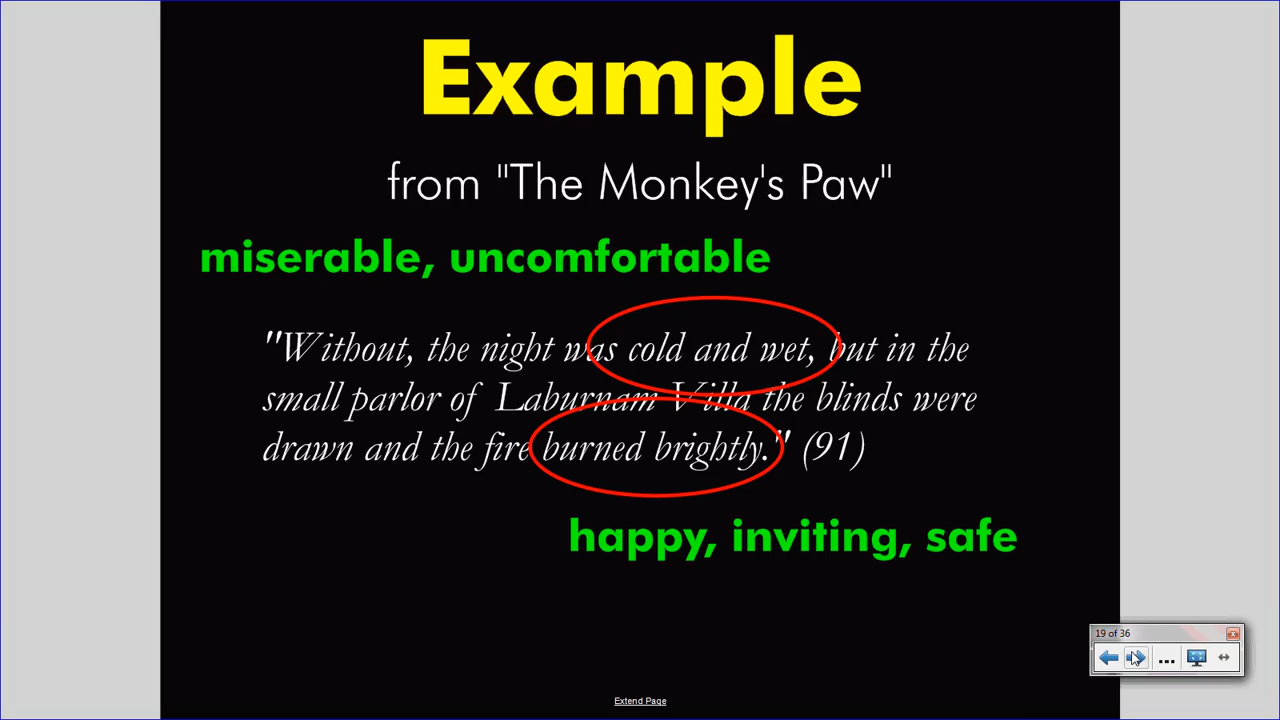 Example
from "The Monkey's Paw"
miserable, uncomfortable
"Without, the night was cold and wet, but in the
small parlor of Laburnam Villa the blinds were
drawn and the fire burned brightly." (91)
happy, inviting, safe
19 of 36
...
Extend Page